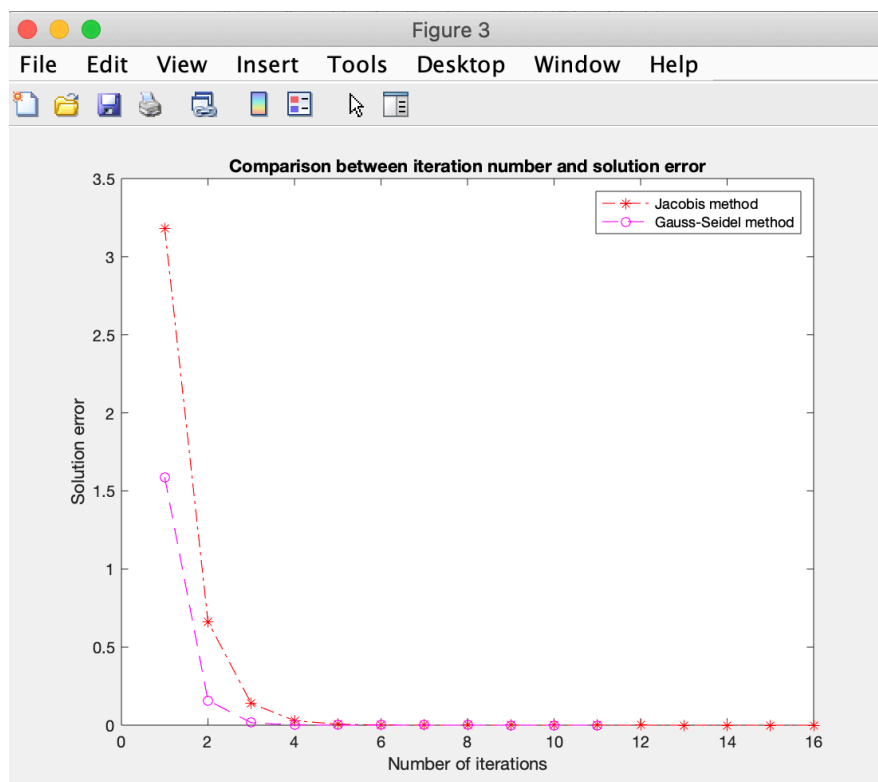 Figure 3
File Edit View Insert Tools Desktop Window Help
Comparison between iteration number and solution error
3.5
3
2.5
2
1.5
1
0.5
0
Solution error
Jacobis method
Gauss-Seidel method
0 2 4 6 8 10 12 14 16
Number of iterations